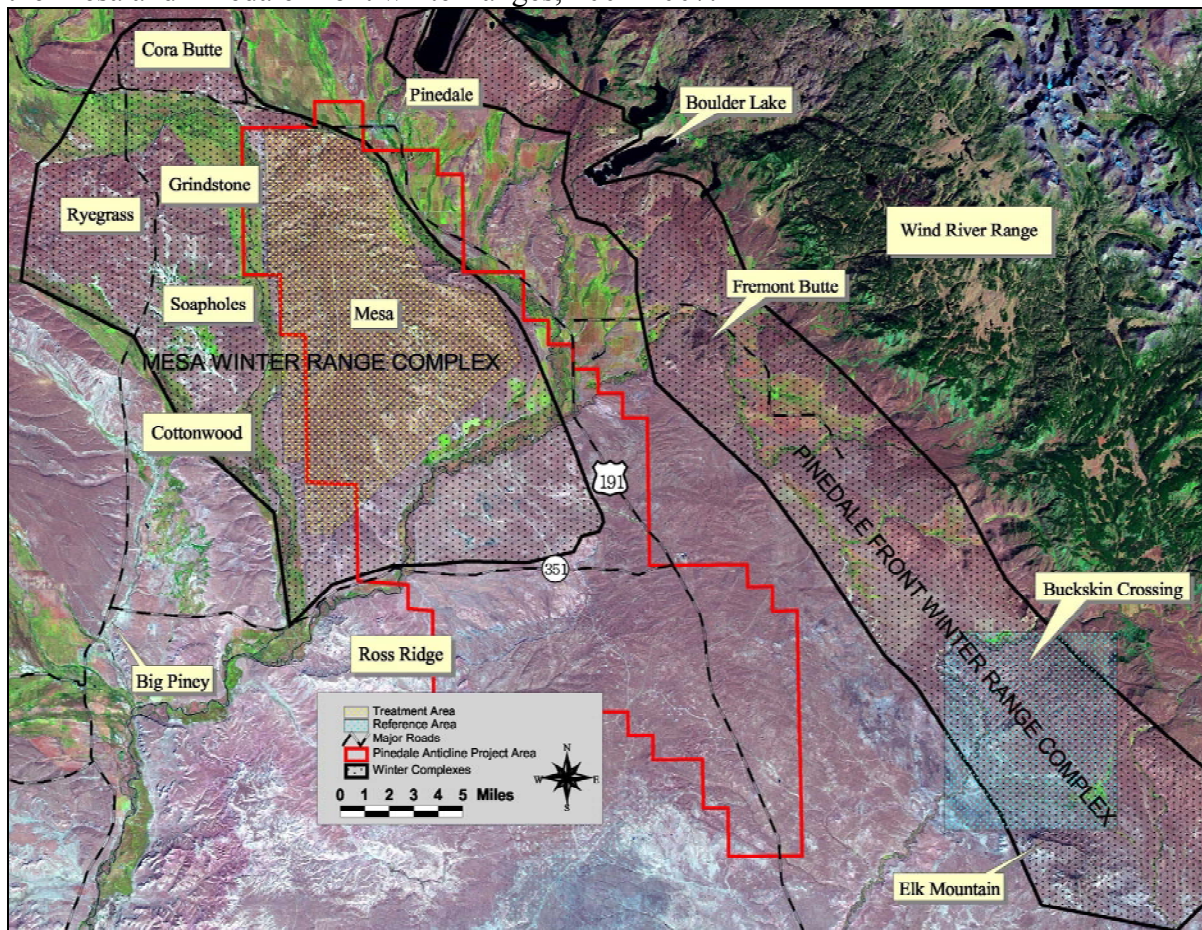 Cora Butte
Pinedale
Boulder Lake
Grindstone
Ryegrass
Wind River Range
Fremont Butte
Soapholes
Mesa
MESA WINTER RANGE COMPLEX
Cottonwood
191
PINEDALE FRONT WINTER RANGE COMPLEX
351
Buckskin Crossing
Ross Ridge
Big Piney
Treatment Area
Reference Area
Major Roads
Pinedale Anticline Project Area
Winter Complexes
N
W E
S
0 1 2 3 4 5 Miles
Elk Mountain